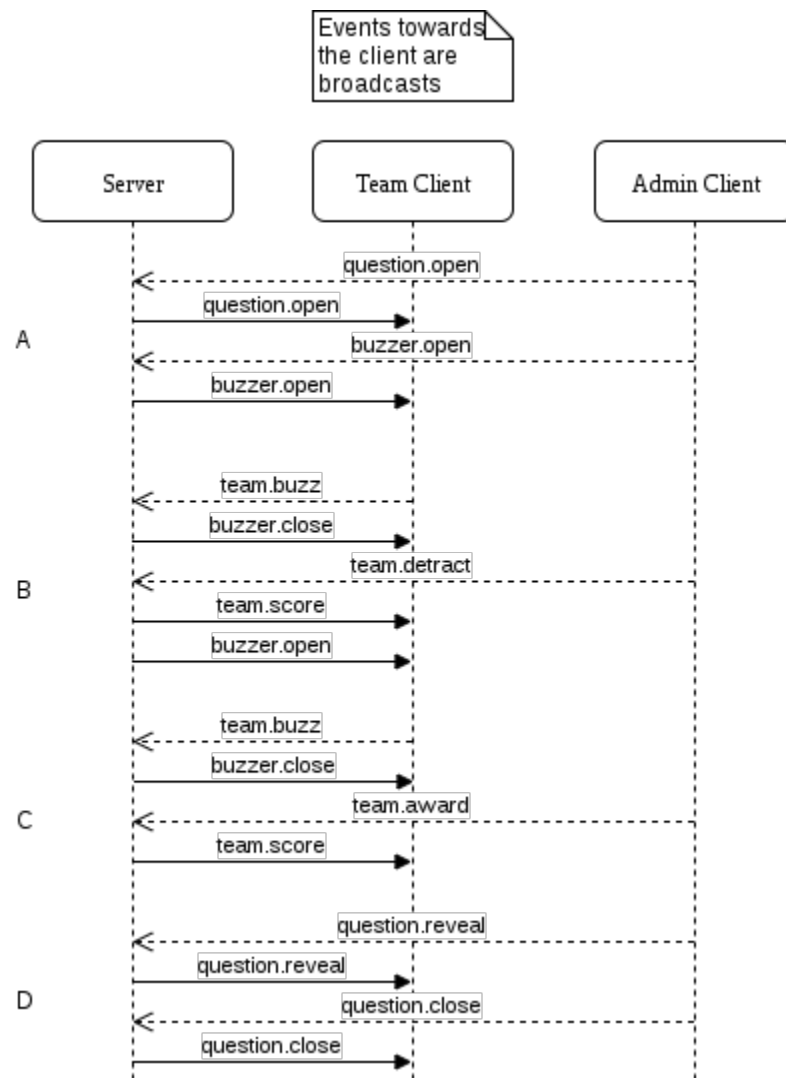 Events towards
the client are
broadcasts
Server
Team Client
Admin Client
question.open
question.open
A
buzzer.open
buzzer.open
team.buzz
buzzer.close
team.detract
B
team.score
buzzer.open
team.buzz
buzzer.close
team.award
C
team.score
question.reveal
question.reveal
D
question.close
question.close